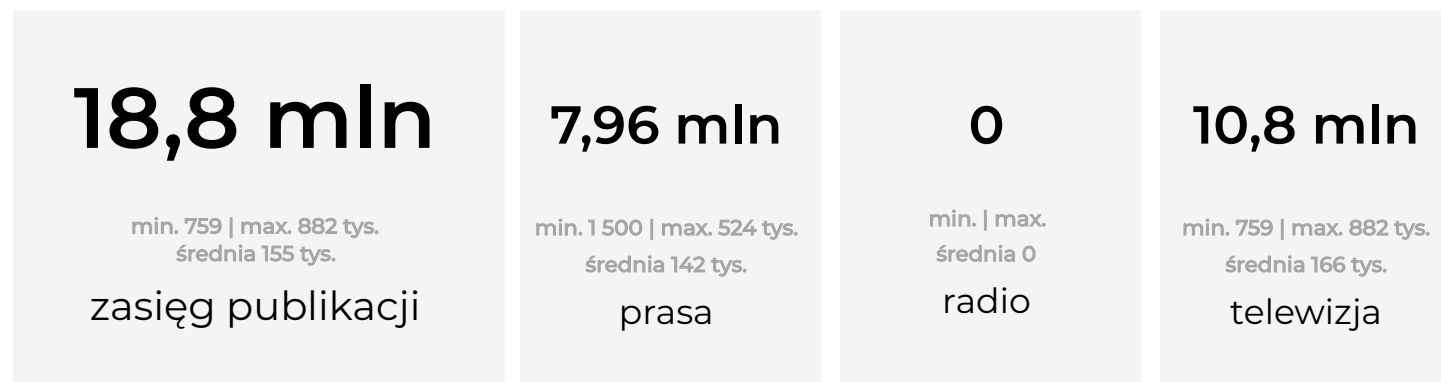 18,8 mln
min. 759 | max. 882 tys.
średnia 155 tys.
zasięg publikacji
7,96 mln
min. 1 500 | max. 524 tys.
średnia 142 tys.
prasa
0
min. | max.
średnia 0
radio
10,8 mln
min. 759 | max. 882 tys.
średnia 166 tys.
telewizja